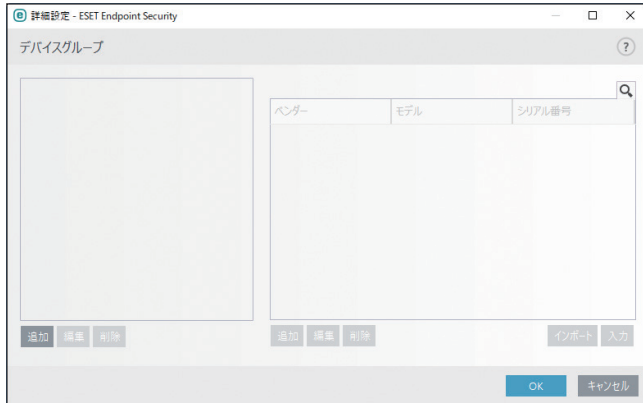 詳細設定 - ESET Endpoint Security
デバイスグループ
?
ベンダー モデル シリアル番号
追加 編集 削除 追加 編集 削除 インポート 入力
OK キャンセル